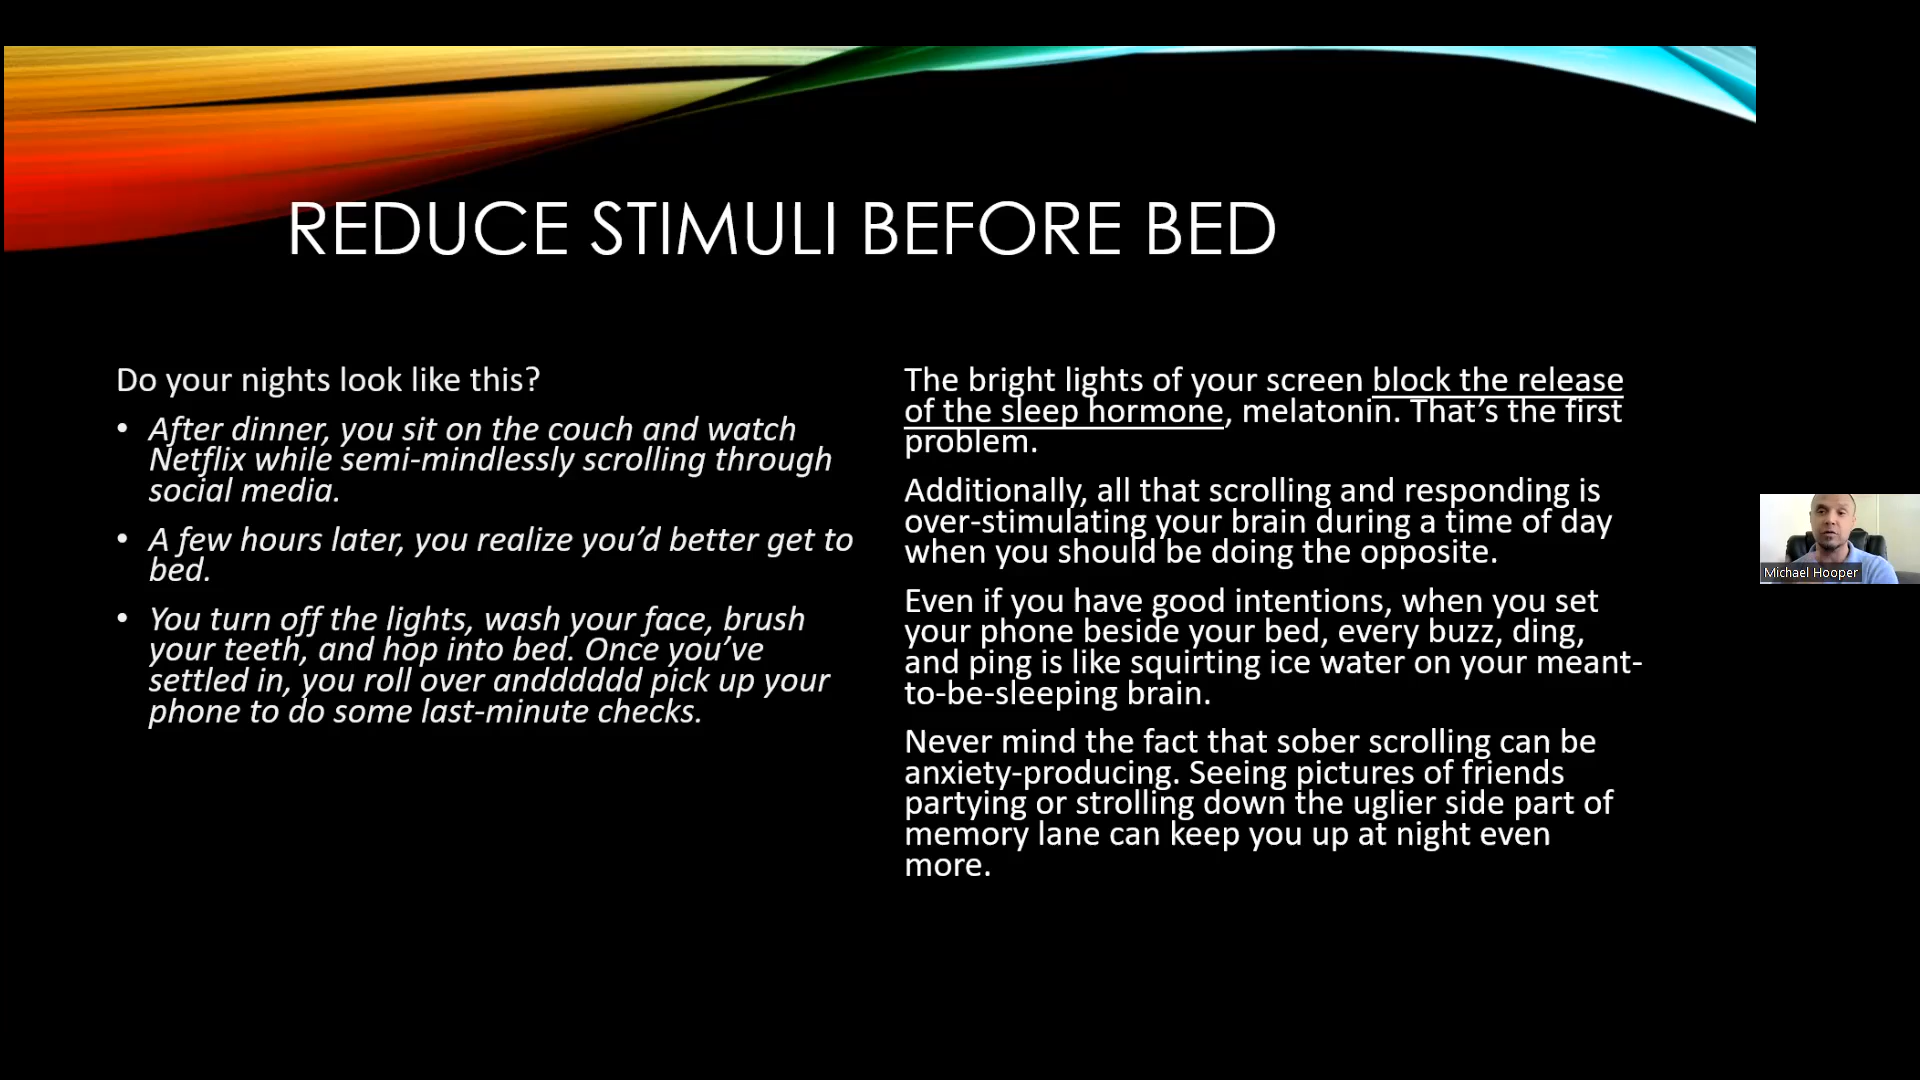 REDUCE STIMULI BEFORE BED
Do your nights look like this?
• After dinner, you sit on the couch and watch
Netflix while semi-mindlessly scrolling through
social media.
• A few hours later, you realize you’d better get to
bed.
• You turn off the lights, wash your face, brush
your teeth, and hop into bed. Once you’ve
settled in, you roll over andddddd pick up your
phone to do some last-minute checks.
The bright lights of your screen block the release
of the sleep hormone, melatonin. That’s the first
problem.
Additionally, all that scrolling and responding is
over-stimulating your brain during a time of day
when you should be doing the opposite.
Even if you have good intentions, when you set
your phone beside your bed, every buzz, ding,
and ping is like squirting ice water on your meant-
to-be-sleeping brain.
Never mind the fact that sober scrolling can be
anxiety-producing. Seeing pictures of friends
partying or strolling down the uglier side part of
memory lane can keep you up at night even
more.
Michael Hooper